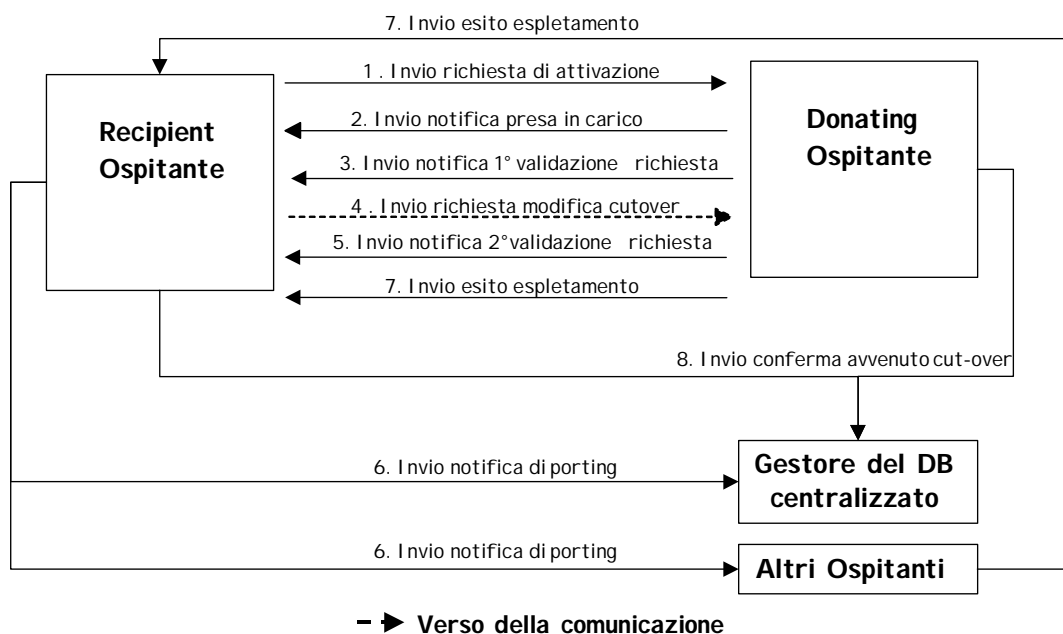 7. Invio esito espletamento
1 . Invio richiesta di attivazione
Recipient
Ospitante
2. Invio notifica presa in carico
Donating
Ospitante
3. Invio notifica 1° validazione richiesta
4 . Invio richiesta modifica cutover
5. Invio notifica 2°validazione richiesta
7. Invio esito espletamento
8. Invio conferma avvenuto cut-over
6. Invio notifica di porting
Gestore del DB
centralizzato
6. Invio notifica di porting
Altri Ospitanti
Verso della comunicazione